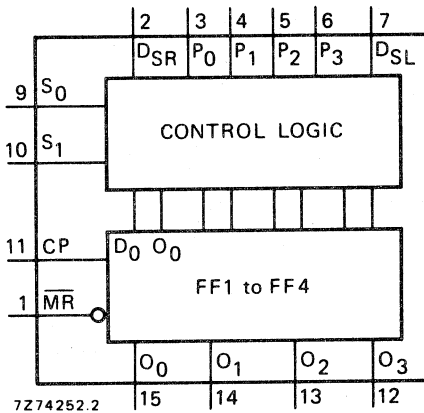 2 3 4 5 6 7
DSR P0 P1 P2 P3 DSL
9 S0
CONTROL LOGIC
10 S1
11 CP D0 O0
FF1 to FF4
1 MR
O0 O1 O2 O3
7Z74252.2 15 14 13 12